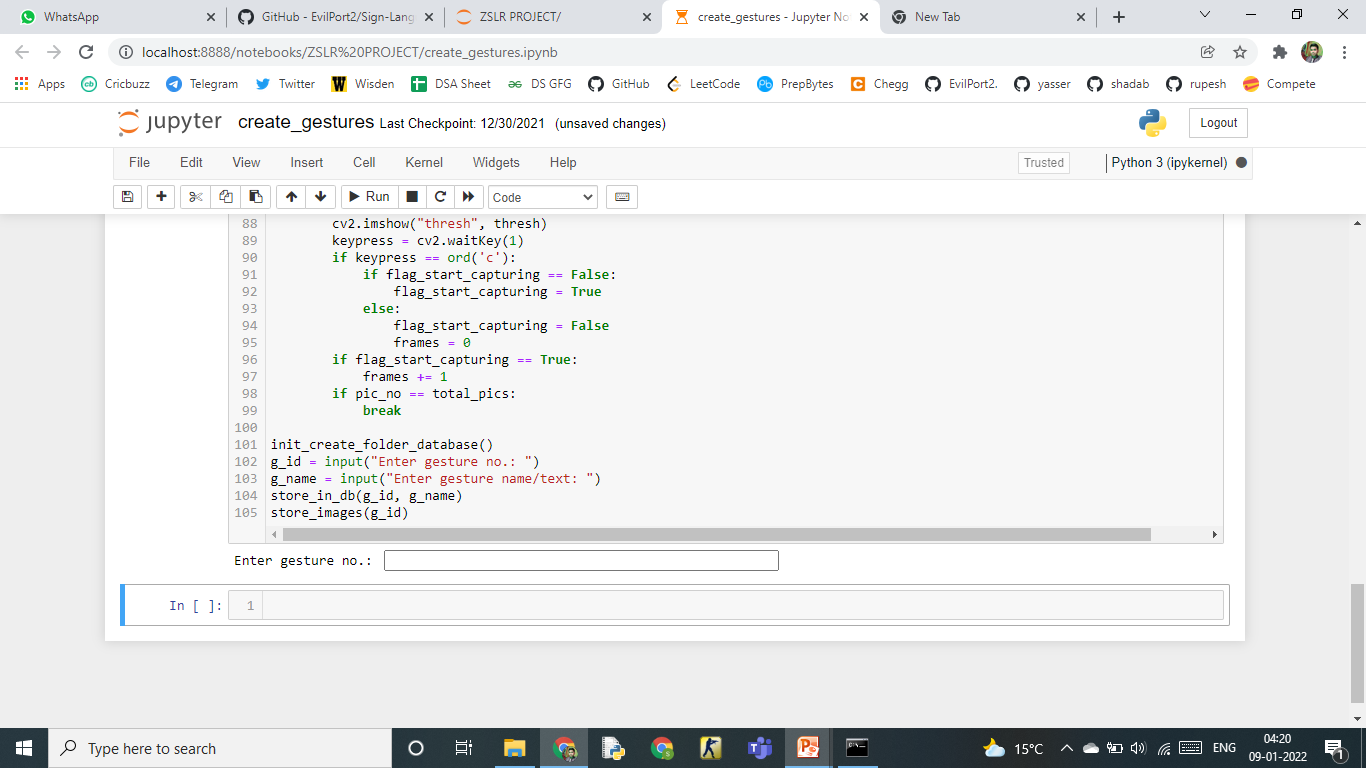 WhatsApp
GitHub - EvilPort2/Sign-Lang
ZSLR PROJECT/
create_gestures - Jupyter No
New Tab
localhost:8888/notebooks/ZSLR%20PROJECT/create_gestures.ipynb
Apps
Cricbuzz
Telegram
Twitter
Wisden
DSA Sheet
DS GFG
GitHub
LeetCode
PrepBytes
Chegg
EvilPort2.
yasser
shadab
rupesh
Compete
jupyter create_gestures Last Checkpoint: 12/30/2021 (unsaved changes)
Logout
File Edit View Insert Cell Kernel Widgets Help
Trusted
Python 3 (ipykernel)
Run
Code
88 cv2.imshow("thresh", thresh)
89 keypress = cv2.waitKey(1)
90 if keypress == ord('c'):
91 if flag_start_capturing == False:
92 flag_start_capturing = True
93 else:
94 flag_start_capturing = False
95 frames = 0
96 if flag_start_capturing == True:
97 frames += 1
98 if pic_no == total_pics:
99 break
100
101 init_create_folder_database()
102 g_id = input("Enter gesture no.: ")
103 g_name = input("Enter gesture name/text: ")
104 store_in_db(g_id, g_name)
105 store_images(g_id)
Enter gesture no.:
In [ ]: 1
Type here to search
15°C
ENG
04:20
09-01-2022
1